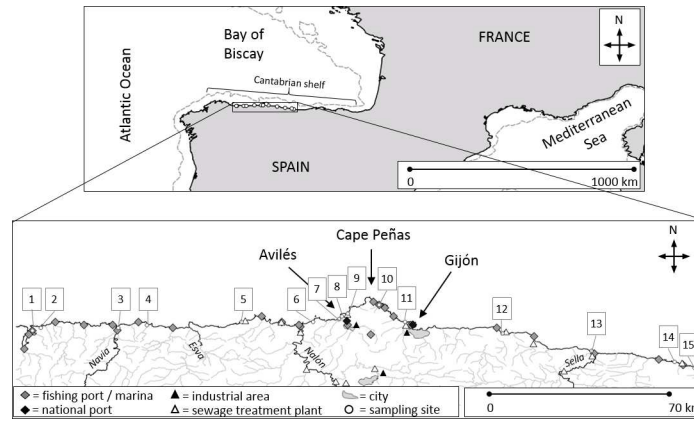 N
Bay of
Biscay
FRANCE
Cantabrian shelf
Atlantic Ocean
Mediterranean
Sea
SPAIN
0 1000 km
N
Cape Peñas
Avilés
Gijón
7 8 9 10
1 2 3 4 5 6 11 12 13 14 15
Navia
Esva
Nalón
Sella
= fishing port / marina = industrial area = city
= national port = sewage treatment plant = sampling site
0 70 km